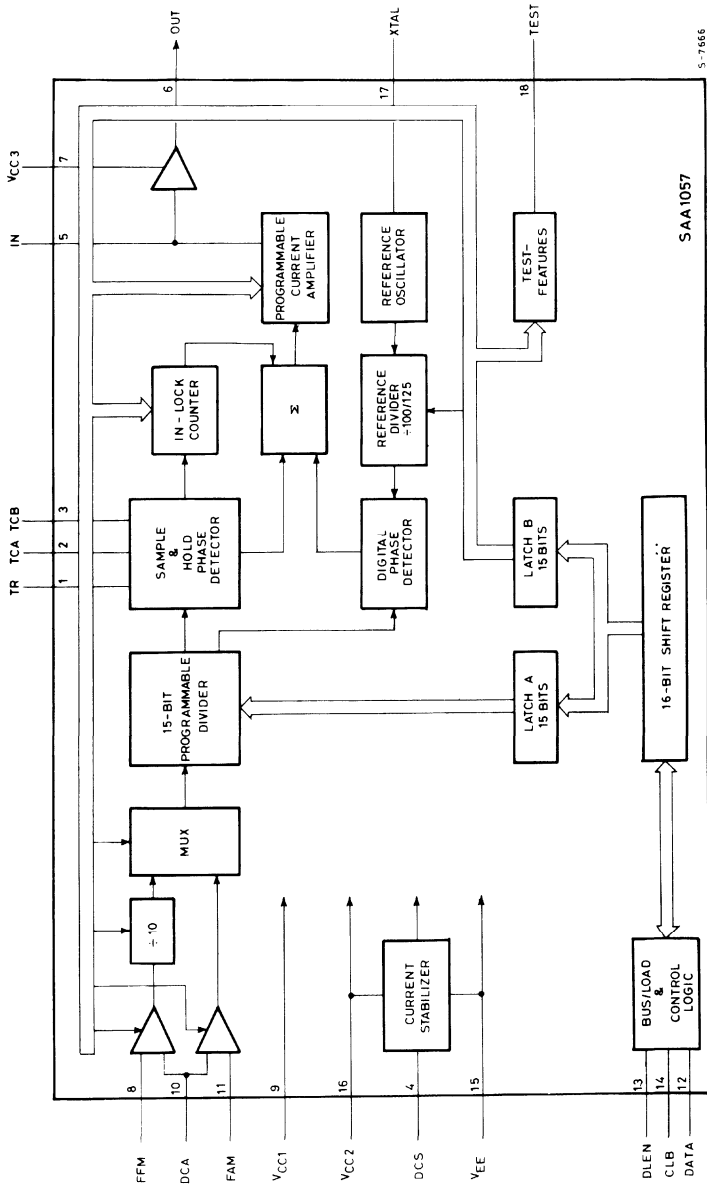 FFM
8
DCA
10
FAM
11
VCC1
9
VCC2
16
DCS
4
VEE
15
DLEN
13
CLB
14
DATA
12
÷10
MUX
15-BIT
PROGRAMMABLE
DIVIDER
TR
1
TCA
2
TCB
3
SAMPLE
&
HOLD
PHASE
DETECTOR
IN-LOCK
COUNTER
Σ
PROGRAMMABLE
CURRENT
AMPLIFIER
IN
5
VCC3
7
6
OUT
CURRENT
STABILIZER
DIGITAL
PHASE
DETECTOR
REFERENCE
DIVIDER
÷100/125
REFERENCE
OSCILLATOR
17
XTAL
LATCH A
15 BITS
LATCH B
15 BITS
TEST-
FEATURES
18
TEST
BUS/LOAD
&
CONTROL
LOGIC
16-BIT SHIFT REGISTER
SAA1057
S-7666